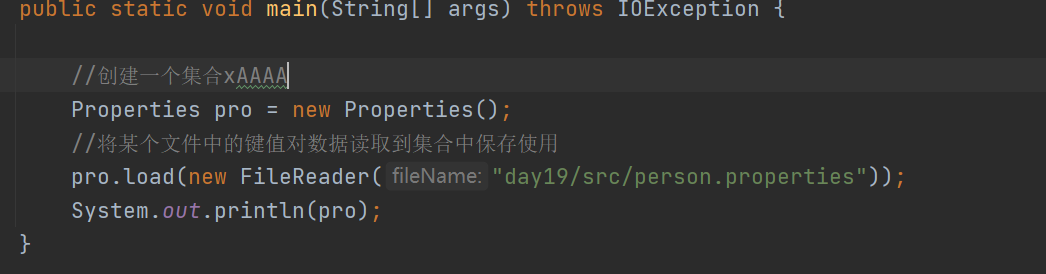 public static void main(String[] args) throws IOException {
//创建一个集合xAAAA
Properties pro = new Properties();
//将某个文件中的键值对数据读取到集合中保存使用
pro.load(new FileReader( fileName: "day19/src/person.properties"));
System.out.println(pro);
}